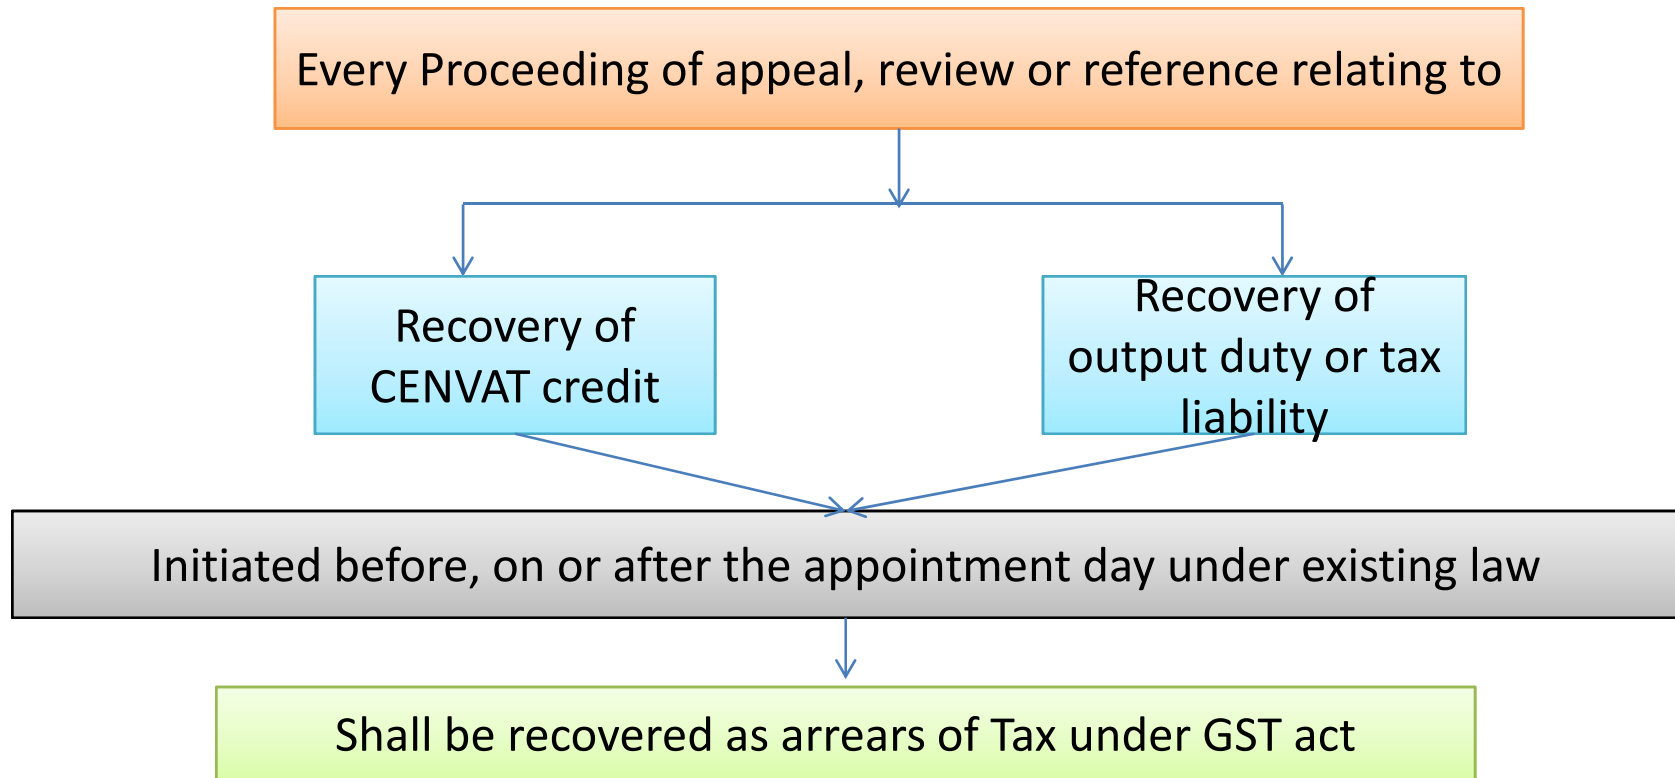 Every Proceeding of appeal, review or reference relating to
Recovery of
CENVAT credit
Recovery of
output duty or tax
liability
Initiated before, on or after the appointment day under existing law
Shall be recovered as arrears of Tax under GST act